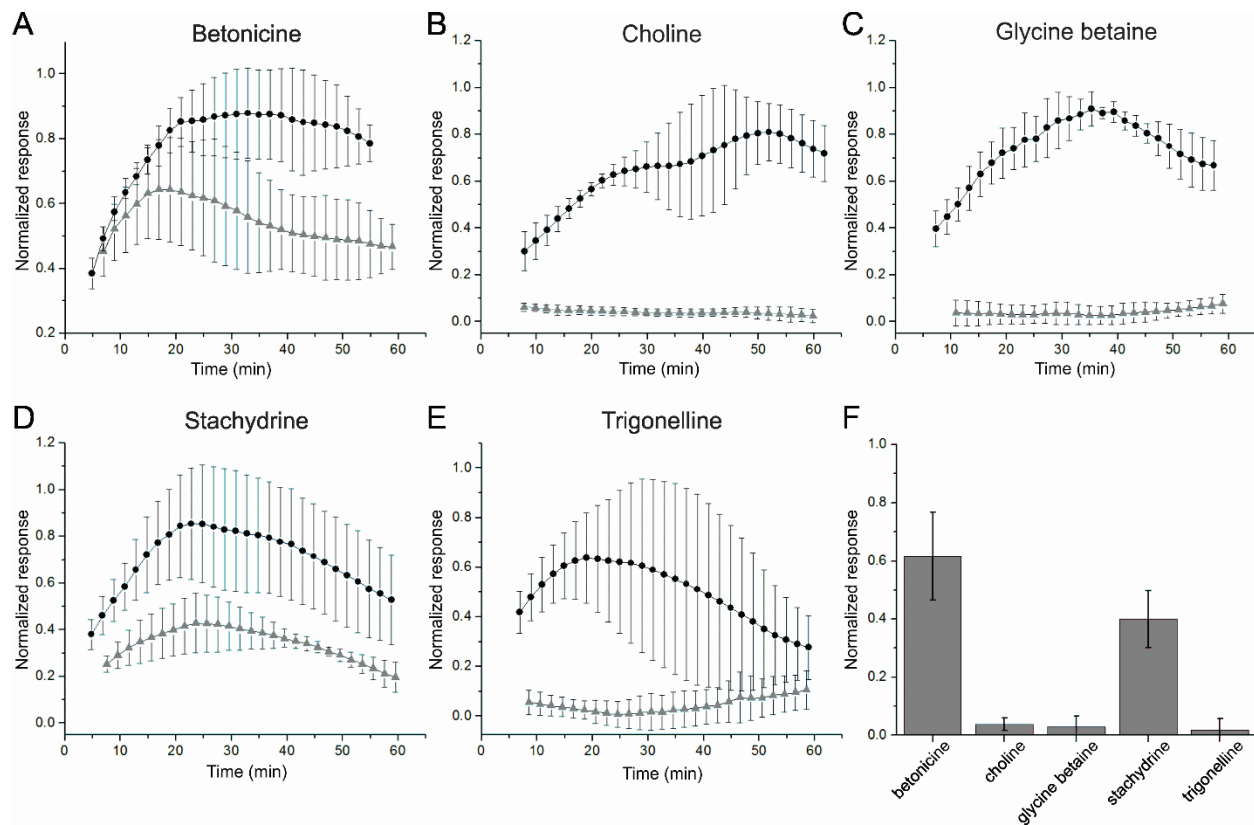 A
Betonicine
Normalized response
1.0
0.8
0.6
0.4
0.2
0 10 20 30 40 50 60
Time (min)
B
Choline
Normalized response
1.2
1.0
0.8
0.6
0.4
0.2
0.0
0 10 20 30 40 50 60
Time (min)
C
Glycine betaine
Normalized response
1.2
1.0
0.8
0.6
0.4
0.2
0.0
0 10 20 30 40 50 60
Time (min)
D
Stachydrine
Normalized response
1.2
1.0
0.8
0.6
0.4
0.2
0.0
0 10 20 30 40 50 60
Time (min)
E
Trigonelline
Normalized response
1.0
0.8
0.6
0.4
0.2
0.0
0 10 20 30 40 50 60
Time (min)
F
Normalized response
1.0
0.8
0.6
0.4
0.2
0.0
betonicine
choline
glycine betaine
stachydrine
trigonelline